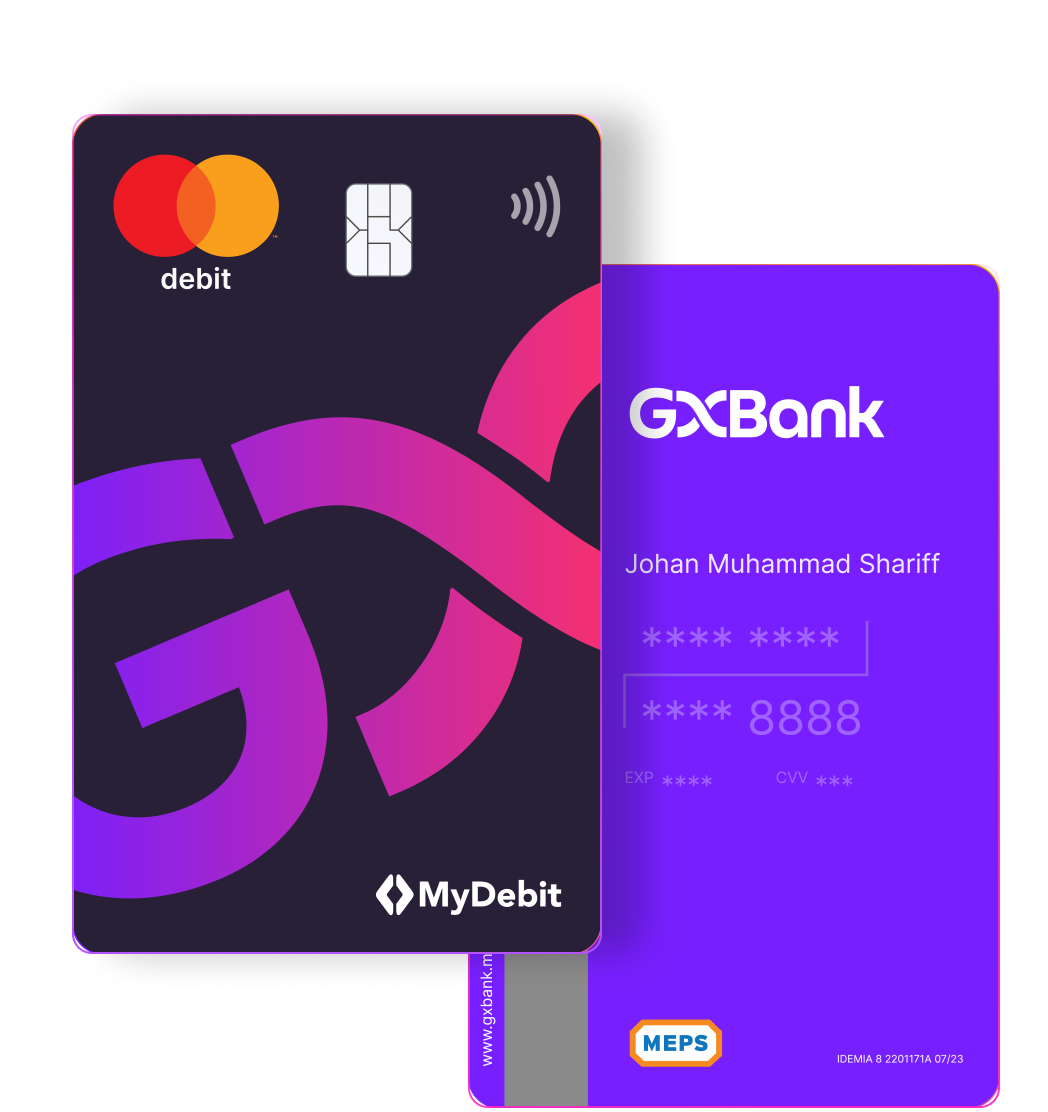 debit
MyDebit
GXBank
Johan Muhammad Shariff
**** ****
**** 8888
EXP **** CVV ***
www.gxbank.m
MEPS
IDEMIA 8 2201171A 07/23